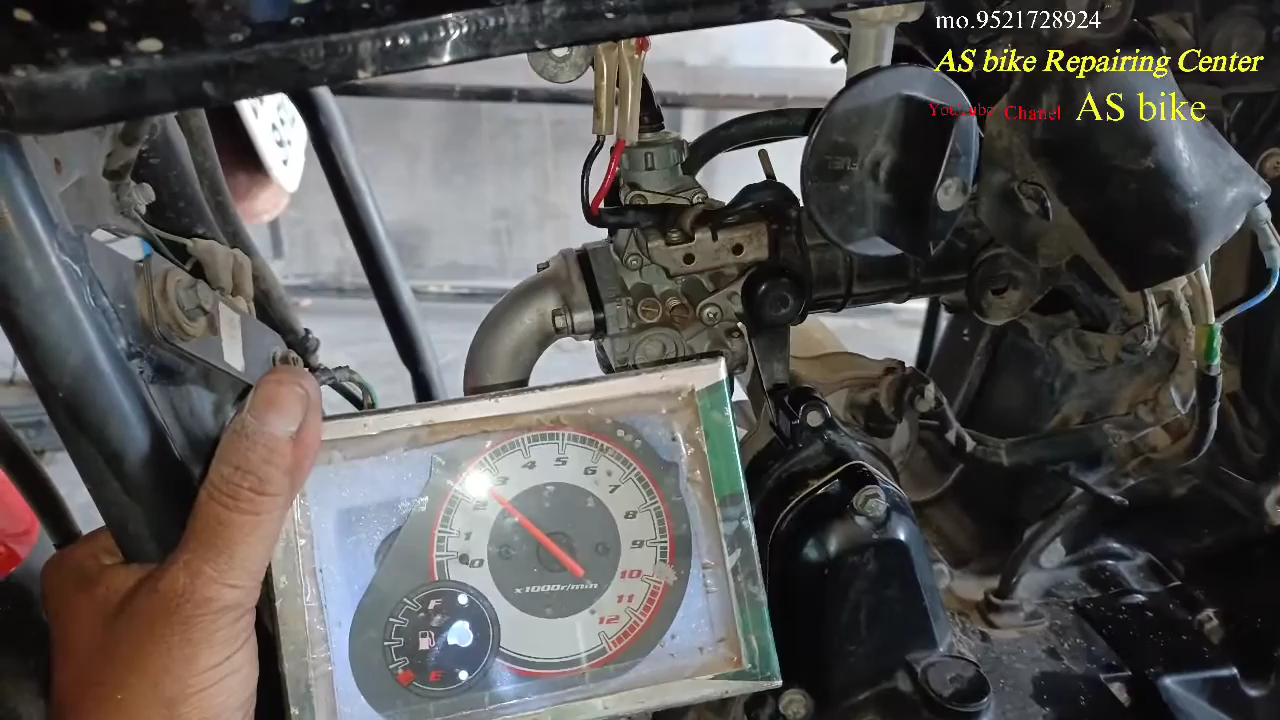 mo.9521728924
AS bike Repairing Center
YouTube Chanel AS bike
FUEL
3
4
5
6
7
8
9
10
11
12
2
1
0
x1000r/min
F
E